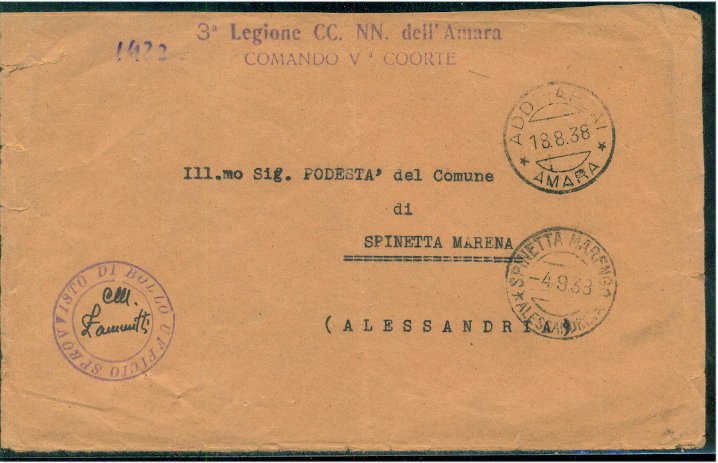 3ª Legione CC. NN. dell'Amara
COMANDO Vª COORTE
ADDI
18.8.38
* AMARA *
Ill.mo Sig. PODESTA' del Comune
di
SPINETTA MARENA
(ALESSANDRIA)
SPINETTA MARENGO
-4.9.38
UFFICIO SPROVVISTO DI BOLLO